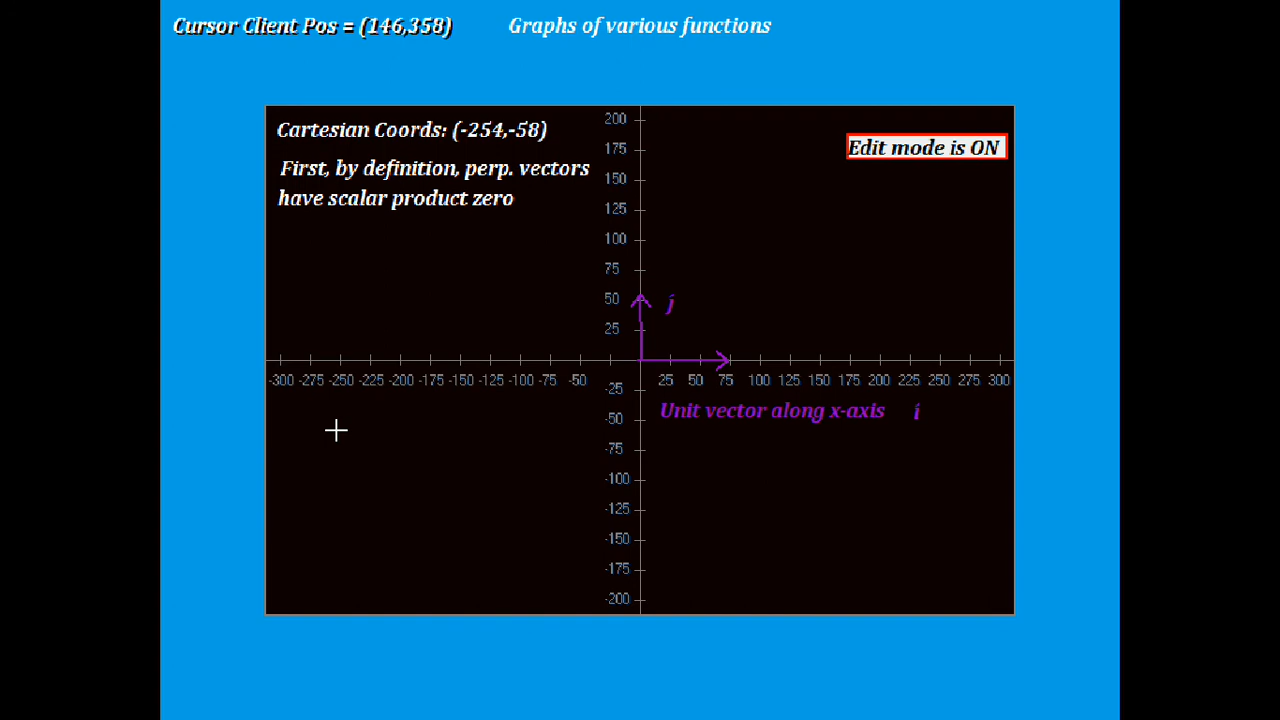 Cursor Client Pos = (146,358) Graphs of various functions
Cartesian Coords: (-254,-58)
First, by definition, perp. vectors
have scalar product zero
Edit mode is ON
200
175
150
125
100
75
50
j
25
-300 -275 -250 -225 -200 -175 -150 -125 -100 -75 -50 25 50 75 100 125 150 175 200 225 250 275 300
-25
Unit vector along x-axis i
-50
-75
-100
-125
-150
-175
-200